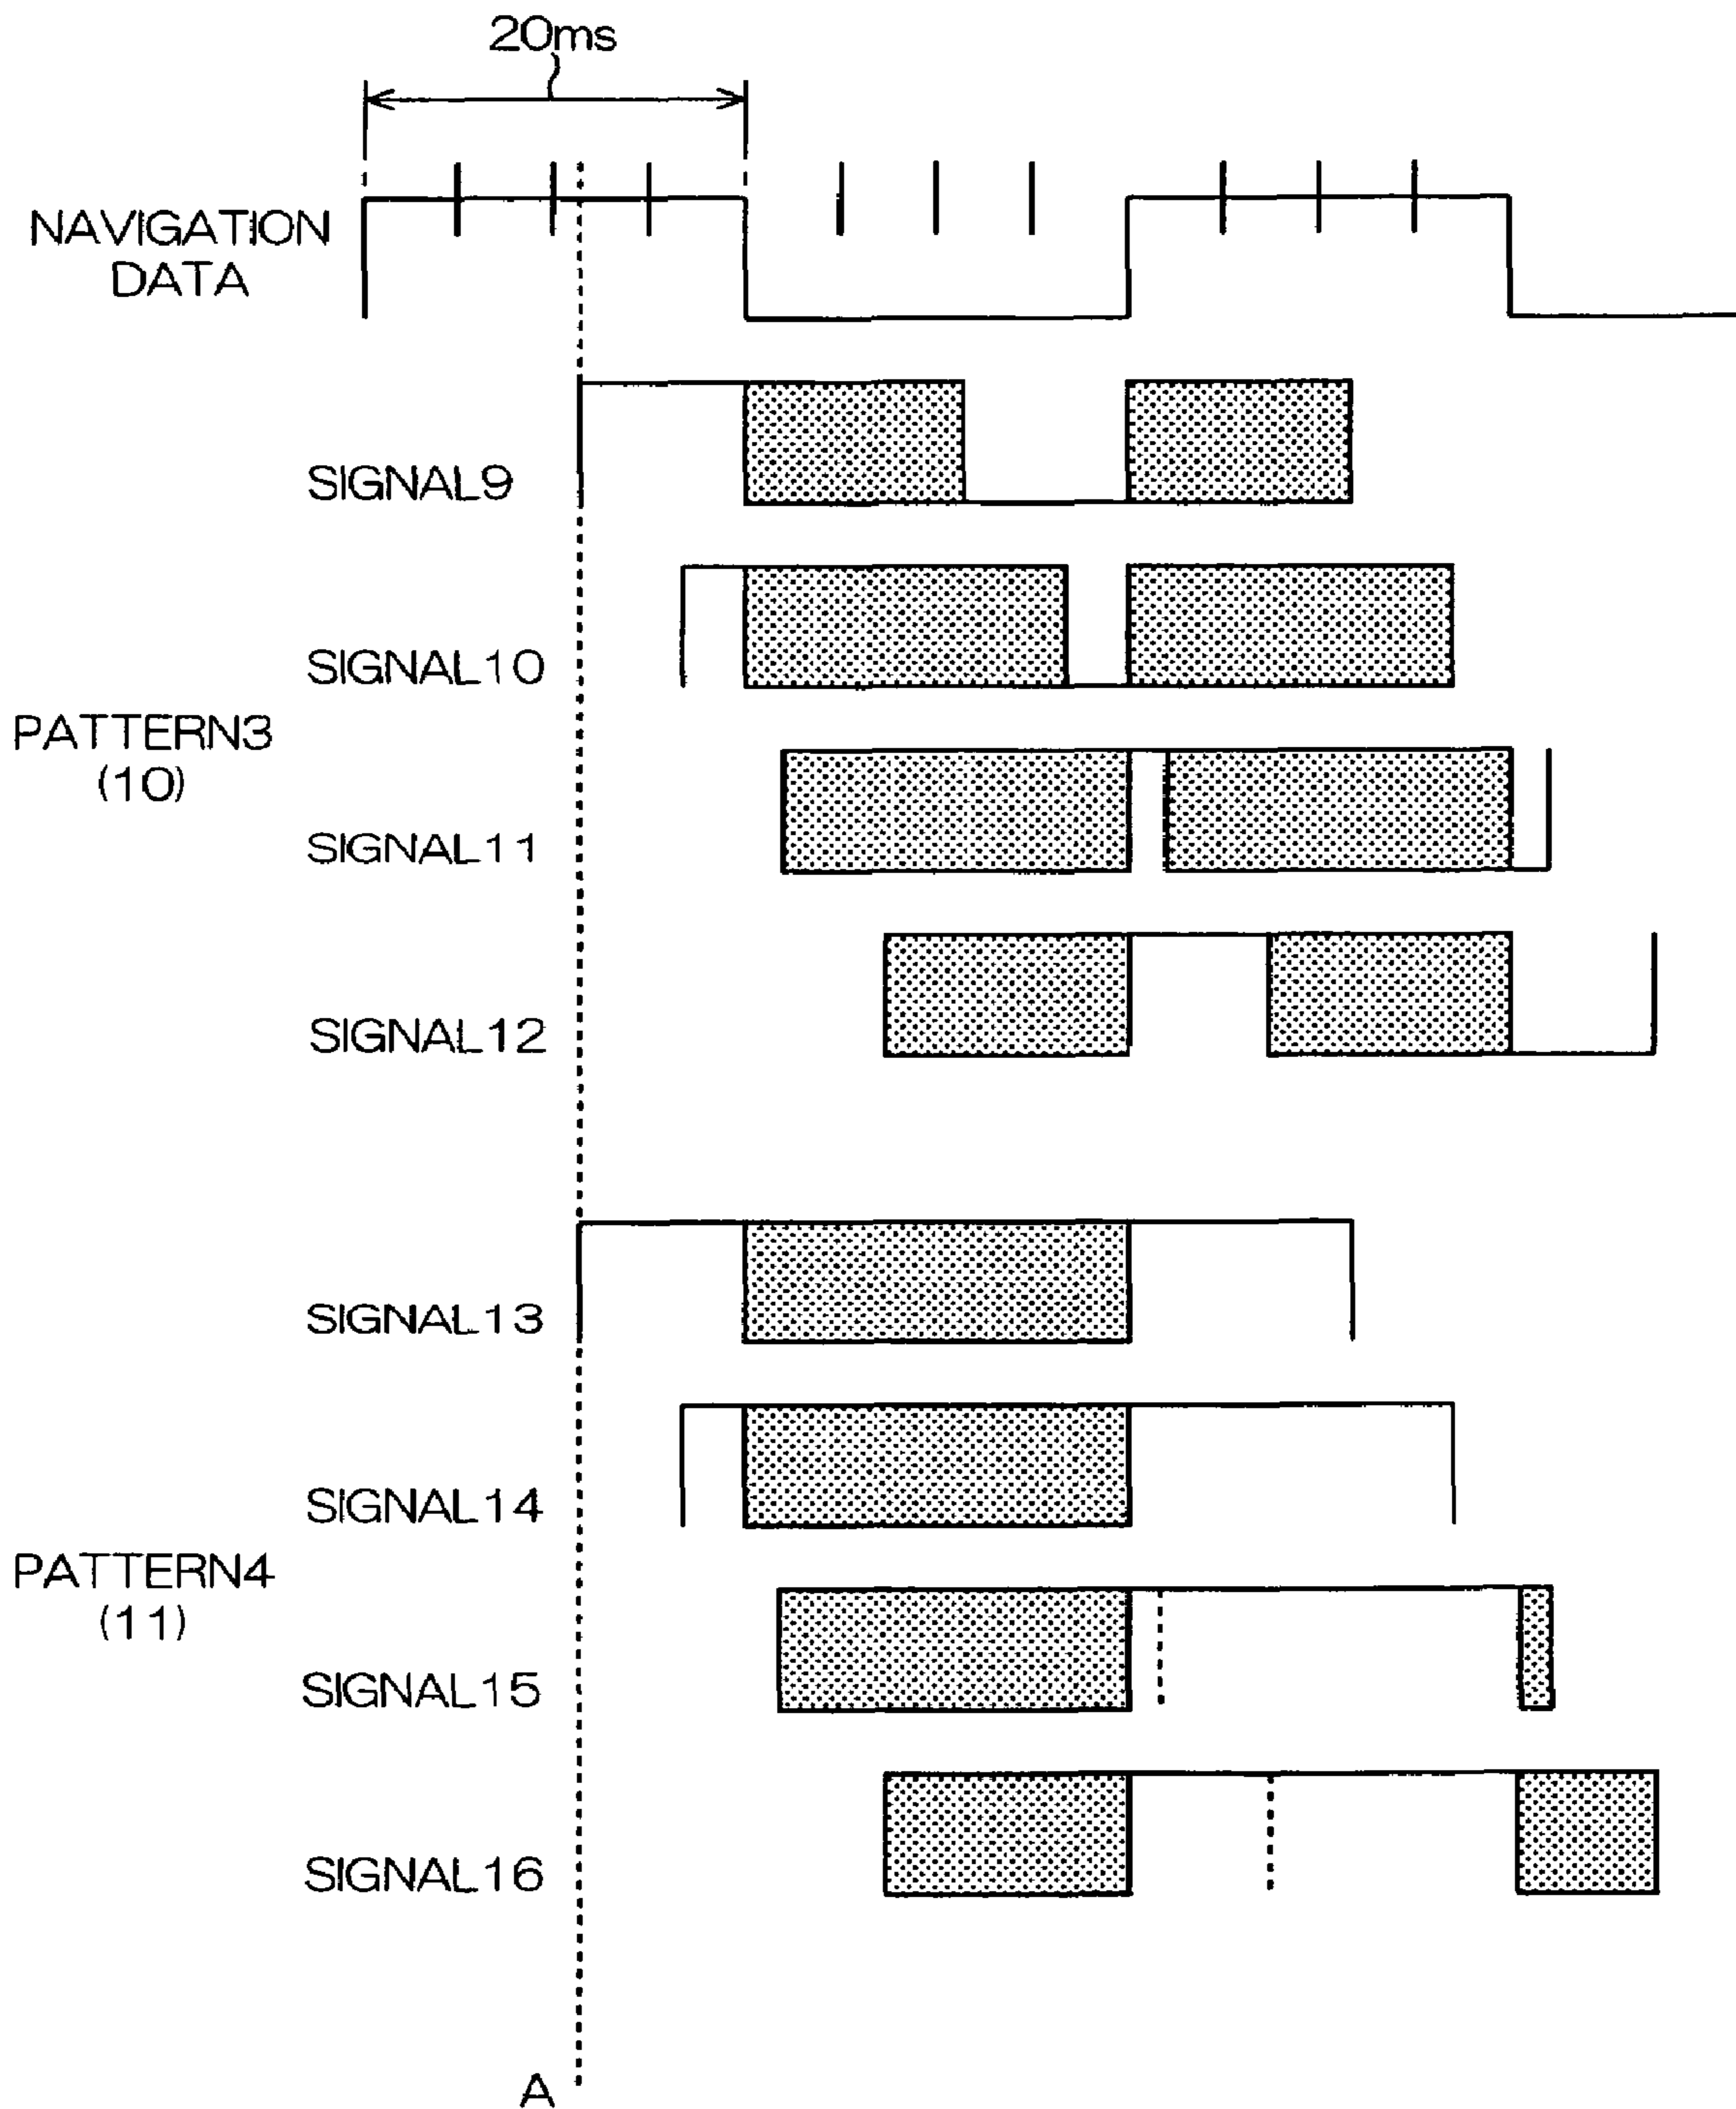 20ms
NAVIGATION
DATA
SIGNAL9
SIGNAL10
PATTERN3
(10)
SIGNAL11
SIGNAL12
SIGNAL13
SIGNAL14
PATTERN4
(11)
SIGNAL15
SIGNAL16
A